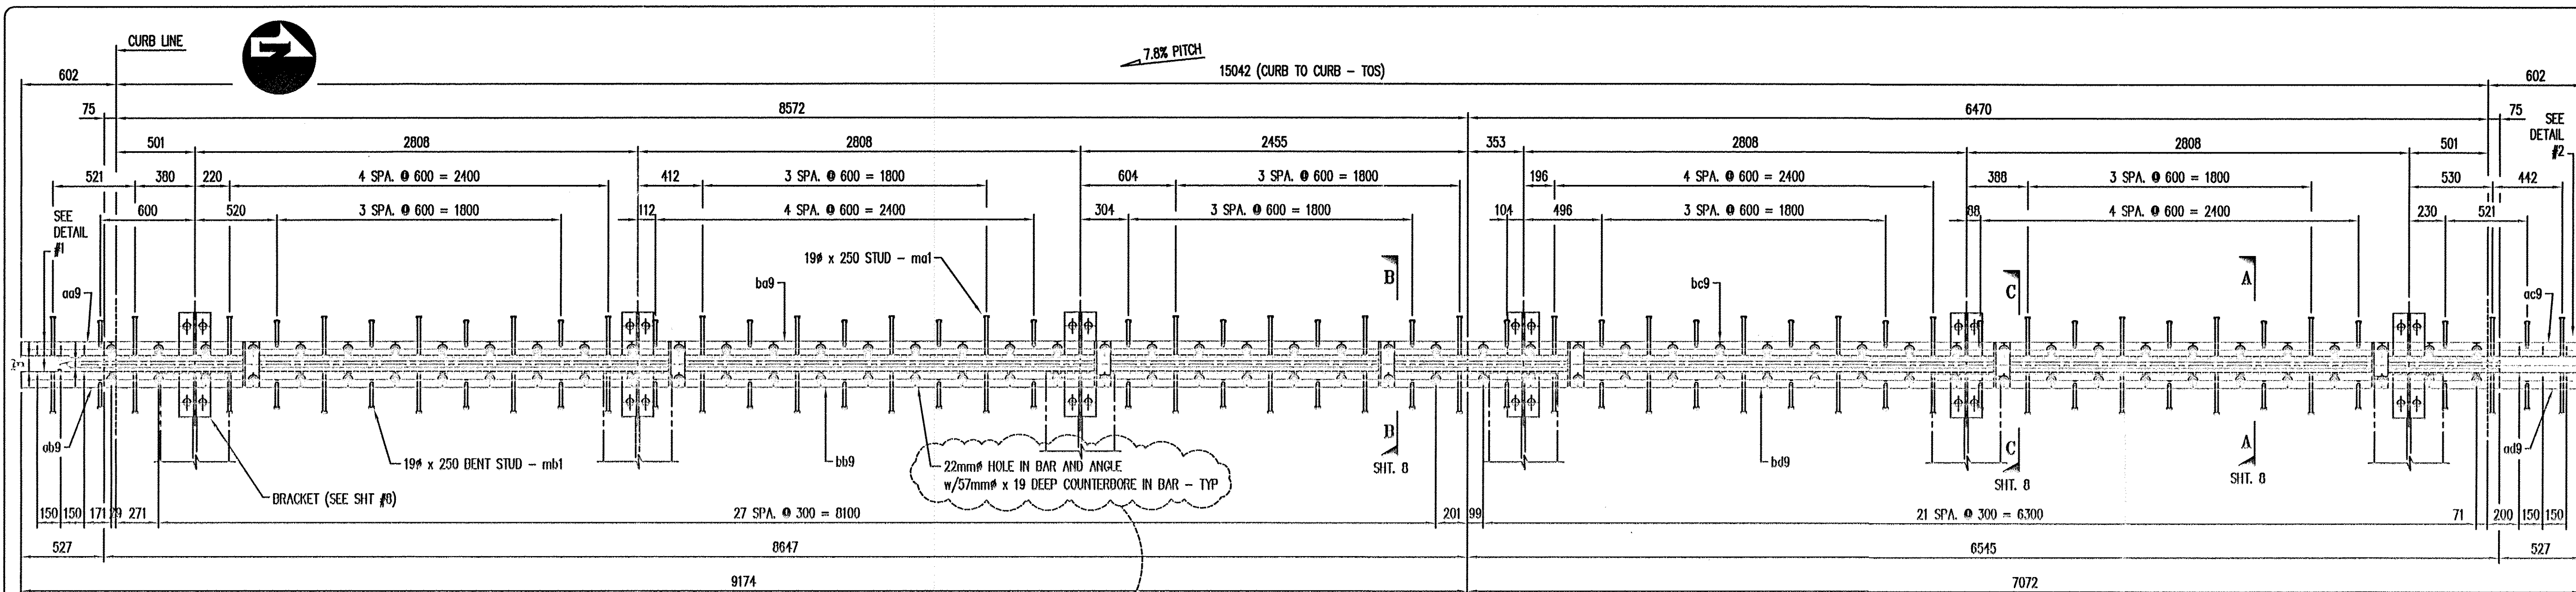 CURB LINE
7.8% PITCH
602
15042 (CURB TO CURB - TOS)
602
75
8572
6470
75
SEE
DETAIL
#2
501
2808
2808
2455
353
2808
2808
501
521
380
220
4 SPA. @ 600 = 2400
412
3 SPA. @ 600 = 1800
604
3 SPA. @ 600 = 1800
196
4 SPA. @ 600 = 2400
388
3 SPA. @ 600 = 1800
530
442
SEE
DETAIL
#1
600
520
3 SPA. @ 600 = 1800
112
4 SPA. @ 600 = 2400
304
3 SPA. @ 600 = 1800
104
496
3 SPA. @ 600 = 1800
88
4 SPA. @ 600 = 2400
230
521
19ø x 250 STUD - ma1
aa9
ba9
B
bc9
C
A
ac9
ab9
19ø x 250 BENT STUD - mb1
bb9
B
SHT. 8
bd9
C
SHT. 8
A
SHT. 8
ad9
22mmø HOLE IN BAR AND ANGLE
w/57mmø x 19 DEEP COUNTERBORE IN BAR - TYP
BRACKET (SEE SHT #8)
150
150
171
29
271
27 SPA. @ 300 = 8100
201
99
21 SPA. @ 300 = 6300
71
200
150
150
527
8647
6545
527
9174
7072